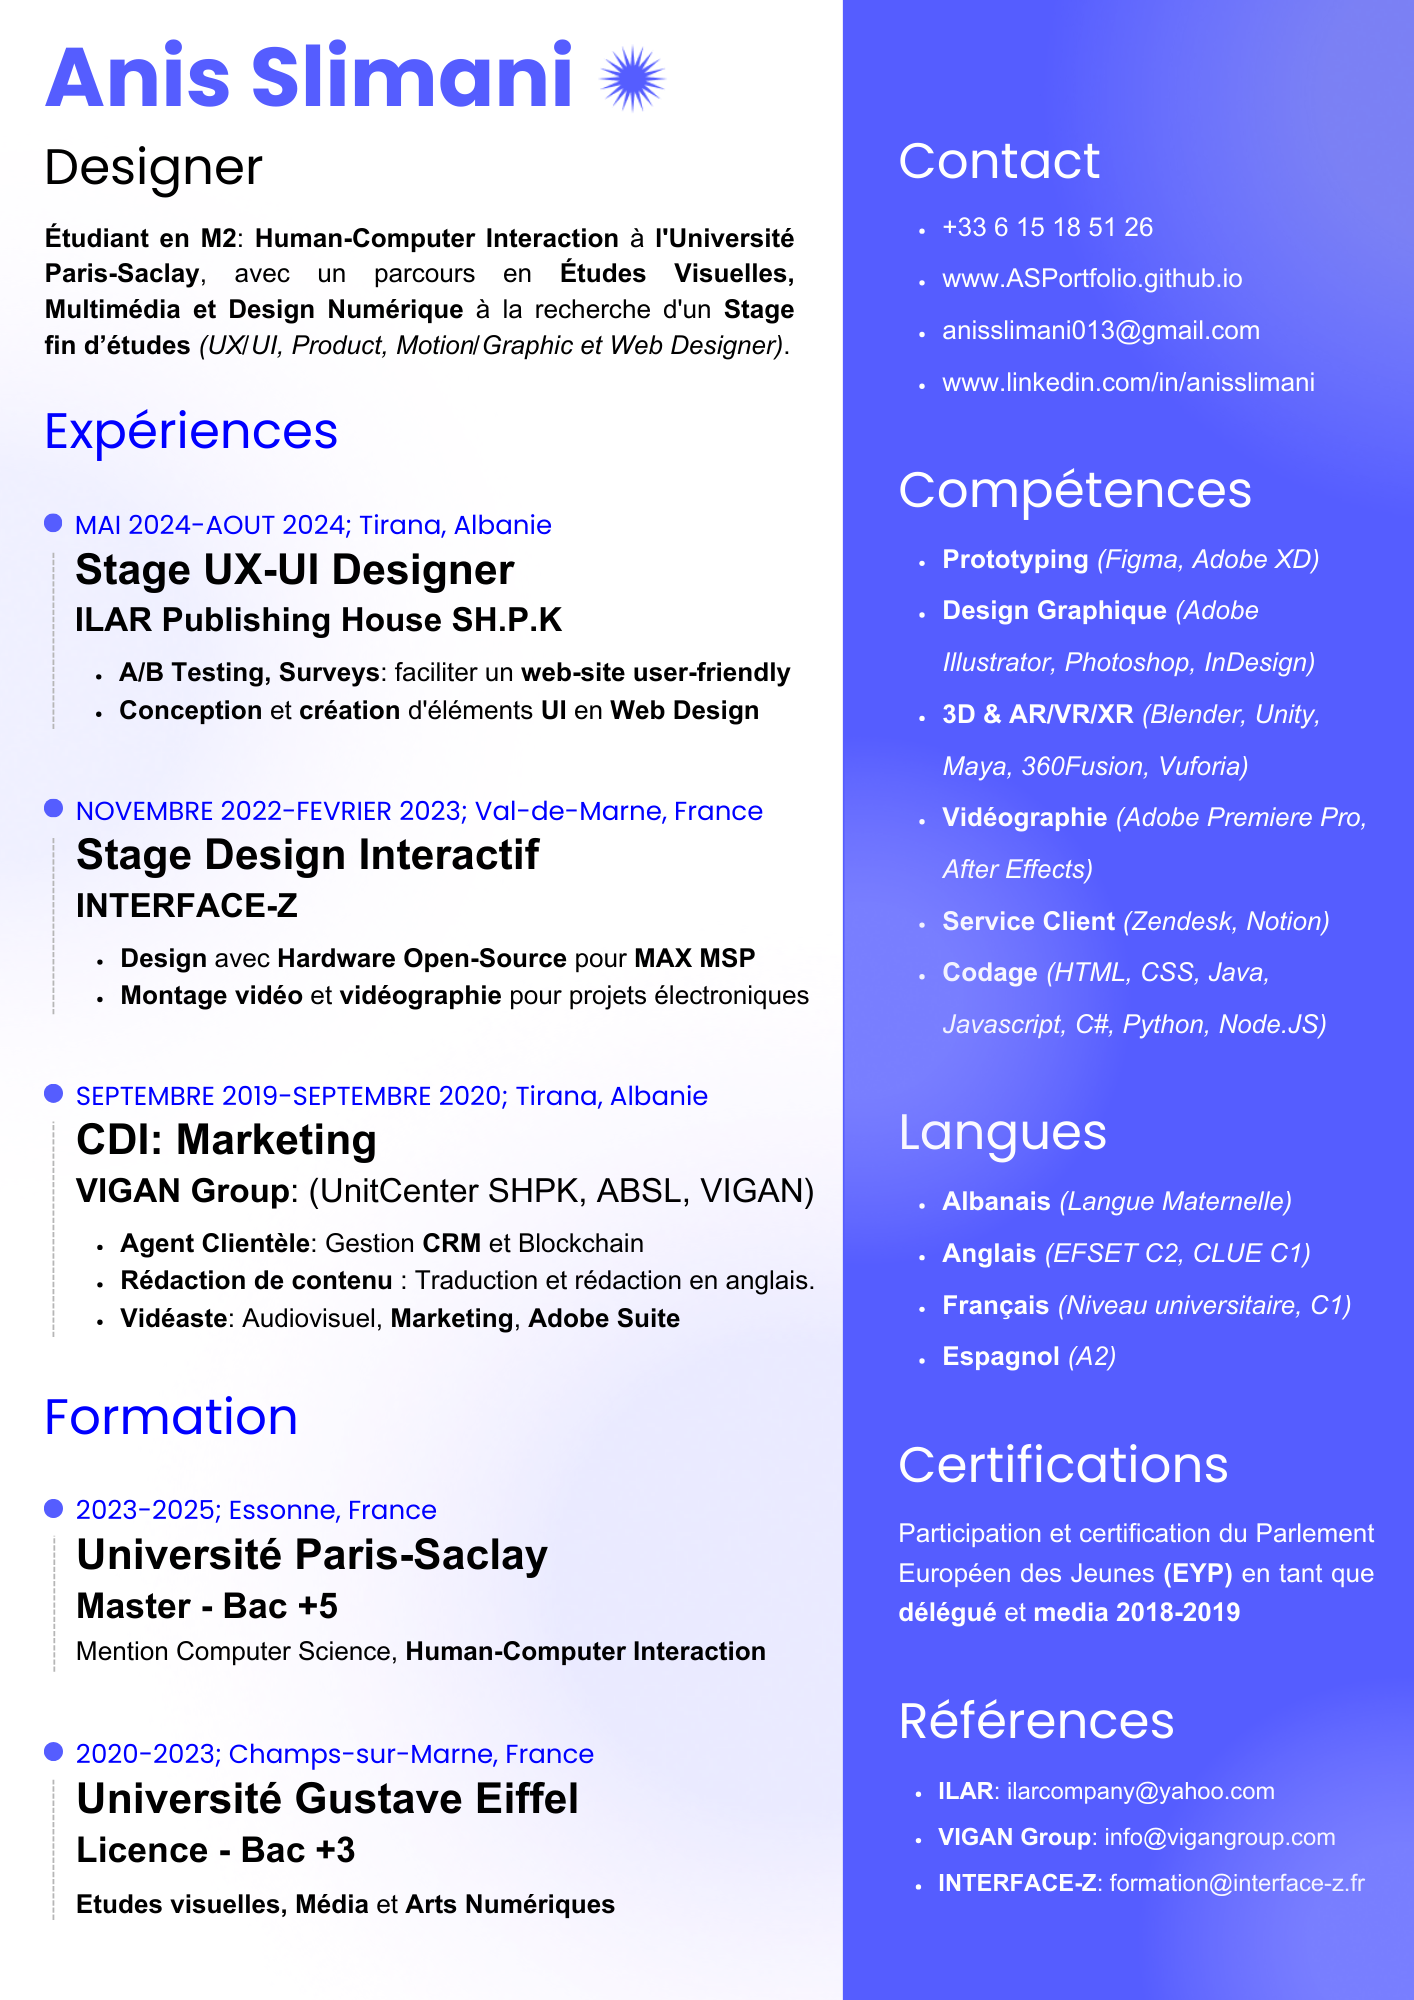 Anis Slimani
Designer
Étudiant en M2: Human-Computer Interaction à l'Université
Paris-Saclay, avec un parcours en Études Visuelles,
Multimédia et Design Numérique à la recherche d'un Stage
fin d’études (UX/UI, Product, Motion/Graphic et Web Designer).
Expériences
MAI 2024-AOUT 2024; Tirana, Albanie
Stage UX-UI Designer
ILAR Publishing House SH.P.K
• A/B Testing, Surveys: faciliter un web-site user-friendly
• Conception et création d'éléments UI en Web Design
NOVEMBRE 2022-FEVRIER 2023; Val-de-Marne, France
Stage Design Interactif
INTERFACE-Z
• Design avec Hardware Open-Source pour MAX MSP
• Montage vidéo et vidéographie pour projets électroniques
SEPTEMBRE 2019-SEPTEMBRE 2020; Tirana, Albanie
CDI: Marketing
VIGAN Group: (UnitCenter SHPK, ABSL, VIGAN)
• Agent Clientèle: Gestion CRM et Blockchain
• Rédaction de contenu : Traduction et rédaction en anglais.
• Vidéaste: Audiovisuel, Marketing, Adobe Suite
Formation
2023-2025; Essonne, France
Université Paris-Saclay
Master - Bac +5
Mention Computer Science, Human-Computer Interaction
2020-2023; Champs-sur-Marne, France
Université Gustave Eiffel
Licence - Bac +3
Etudes visuelles, Média et Arts Numériques
Contact
• +33 6 15 18 51 26
• www.ASPortfolio.github.io
• anisslimani013@gmail.com
• www.linkedin.com/in/anisslimani
Compétences
• Prototyping (Figma, Adobe XD)
• Design Graphique (Adobe
Illustrator, Photoshop, InDesign)
• 3D & AR/VR/XR (Blender, Unity,
Maya, 360Fusion, Vuforia)
• Vidéographie (Adobe Premiere Pro,
After Effects)
• Service Client (Zendesk, Notion)
• Codage (HTML, CSS, Java,
Javascript, C#, Python, Node.JS)
Langues
• Albanais (Langue Maternelle)
• Anglais (EFSET C2, CLUE C1)
• Français (Niveau universitaire, C1)
• Espagnol (A2)
Certifications
Participation et certification du Parlement
Européen des Jeunes (EYP) en tant que
délégué et media 2018-2019
Références
• ILAR: ilarcompany@yahoo.com
• VIGAN Group: info@vigangroup.com
• INTERFACE-Z: formation@interface-z.fr